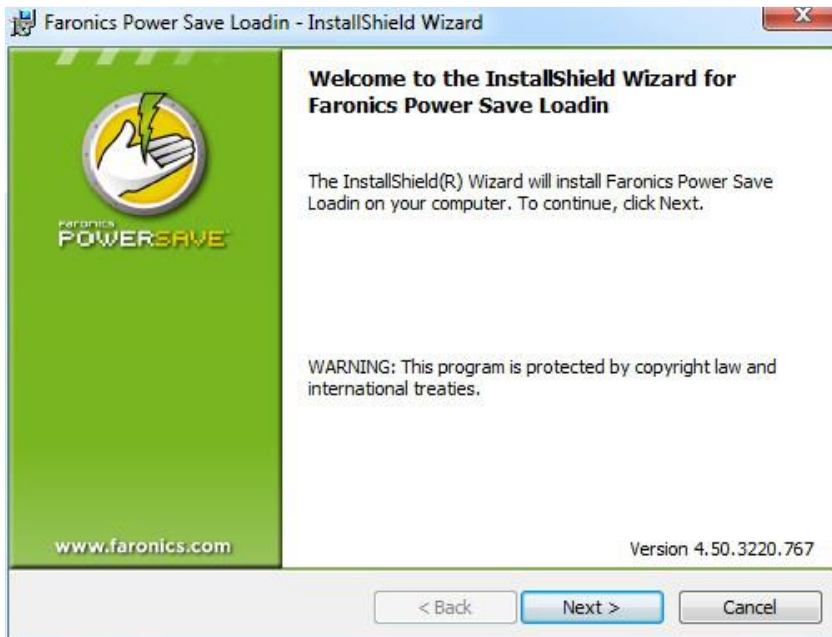 Faronics Power Save Loadin - InstallShield Wizard
Welcome to the InstallShield Wizard for
Faronics Power Save Loadin
The InstallShield(R) Wizard will install Faronics Power Save
Loadin on your computer. To continue, click Next.
FARONICS
POWERSAVE
WARNING: This program is protected by copyright law and
international treaties.
www.faronics.com
Version 4.50.3220.767
< Back
Next >
Cancel